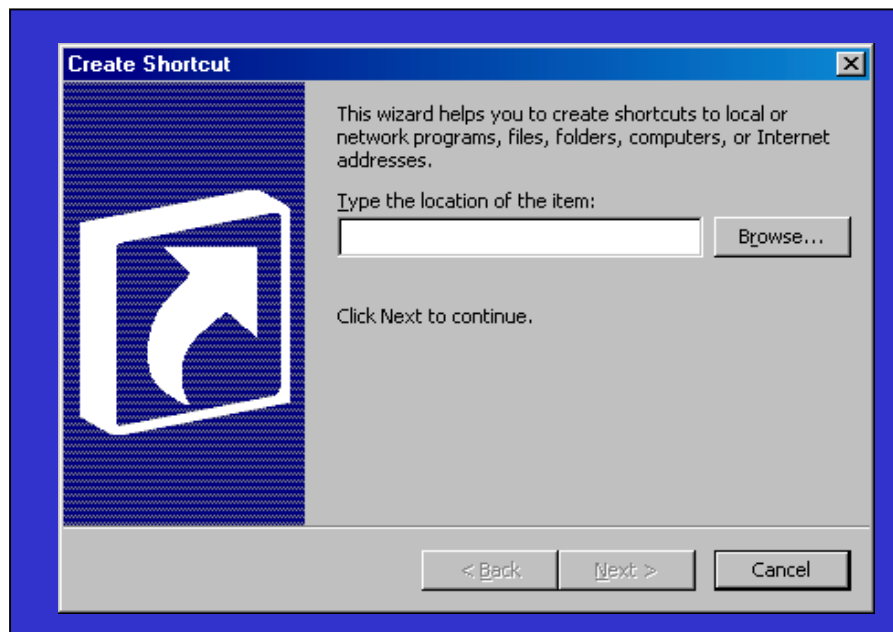 Create Shortcut
This wizard helps you to create shortcuts to local or
network programs, files, folders, computers, or Internet
addresses.
Type the location of the item:
Browse...
Click Next to continue.
< Back
Next >
Cancel